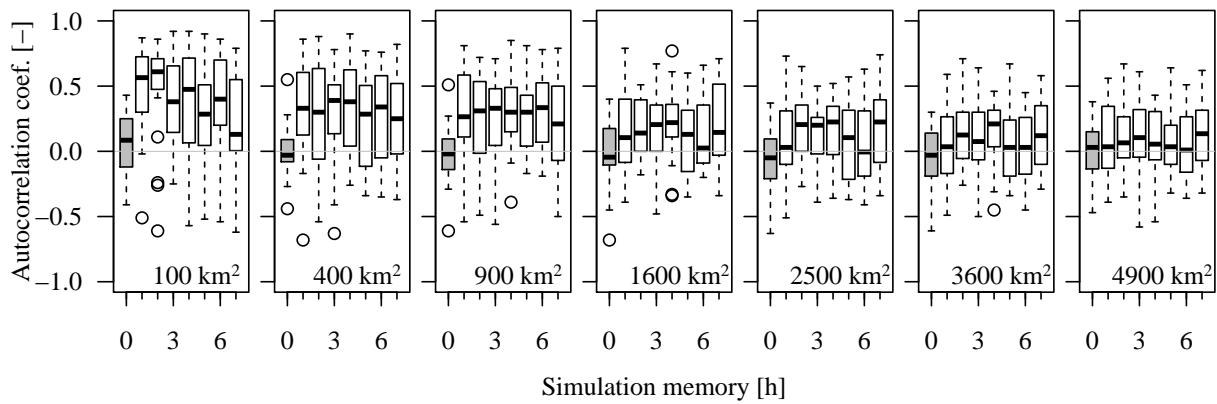 Autocorrelation coef. [−]
1.0
0.5
0.0
−0.5
−1.0
100 km²
400 km²
900 km²
1600 km²
2500 km²
3600 km²
4900 km²
0 3 6 0 3 6 0 3 6 0 3 6 0 3 6 0 3 6 0 3 6
Simulation memory [h]